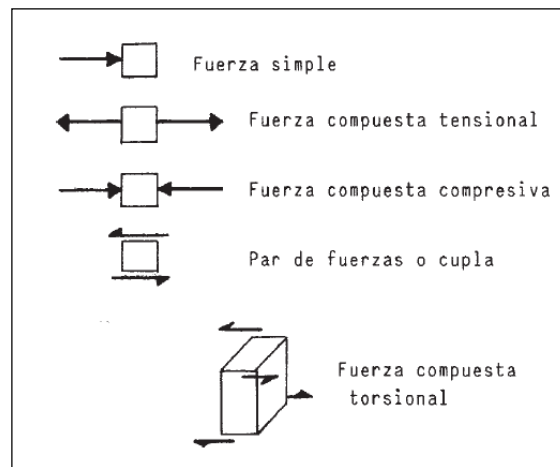 Fuerza simple
Fuerza compuesta tensional
Fuerza compuesta compresiva
Par de fuerzas o cupla
Fuerza compuesta
torsional